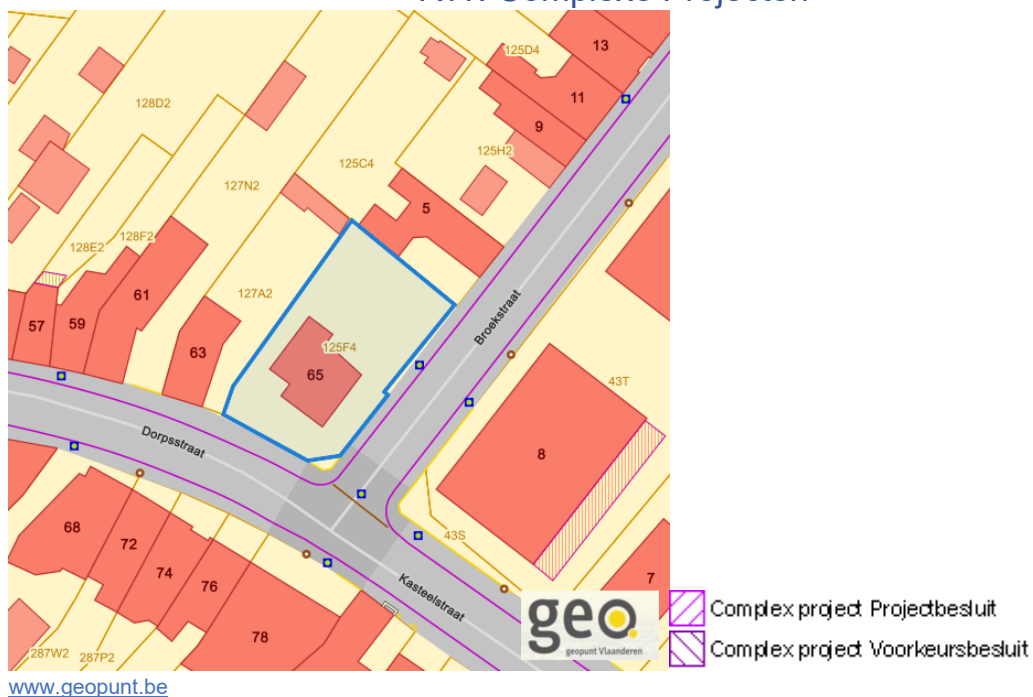 125D4
13
11
9
128D2
125C4
125H2
127N2
5
128F2
128E2
61
127A2
57
59
63
125F4
65
Broekstraat
43T
Dorpsstraat
8
68
72
74
76
78
43S
Kasteelstraat
7
287W2
287P2
geo.
geopunt Vlaanderen
Complex project Projectbesluit
Complex project Voorkeursbesluit
www.geopunt.be